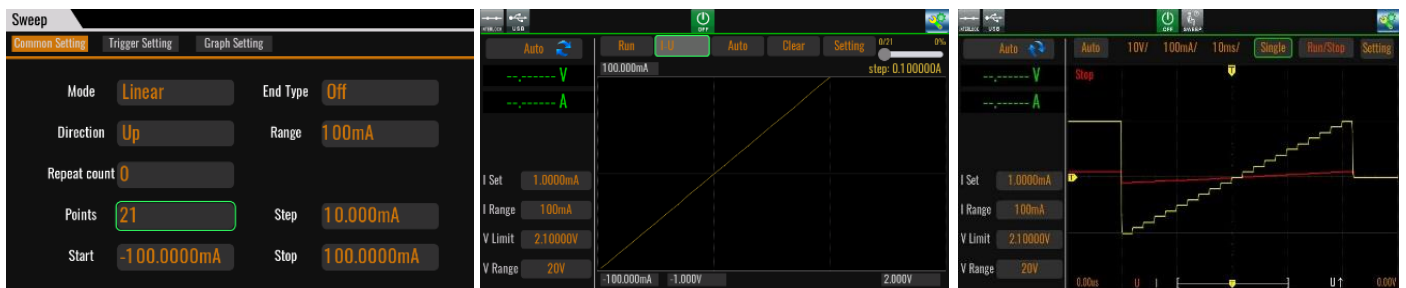 Sweep
Common Setting Trigger Setting Graph Setting
Mode Linear End Type Off
Direction Up Range 100mA
Repeat count 0
Points 21 Step 10.000mA
Start -100.0000mA Stop 100.0000mA
INTERLOCK USB OFF
Auto Run I-U Auto Clear Setting 0/21 0%
100.000mA step: 0.100000A
--.------ V
--.------ A
I Set 1.0000mA
I Range 100mA
V Limit 2.10000V
V Range 20V
-100.000mA -1.000V 2.000V
INTERLOCK USB OFF SWEEP
Auto Auto 10V/ 100mA/ 10ms/ Single Run/Stop Setting
--.------ V Stop T
--.------ A
T
I Set 1.0000mA
I Range 100mA
V Limit 2.10000V
V Range 20V
0.00us U T U↑ 0.00V